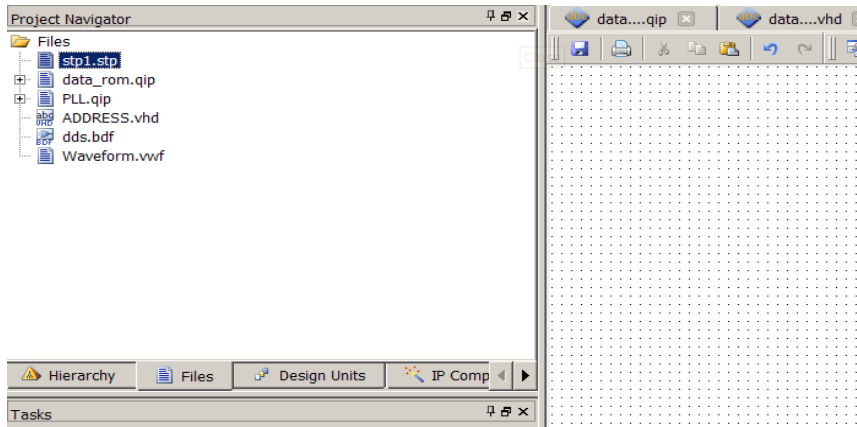 Project Navigator
Files
stp1.stp
data_rom.qip
PLL.qip
ADDRESS.vhd
dds.bdf
Waveform.vwf
Hierarchy Files Design Units IP Comp
Tasks
data....qip data....vhd